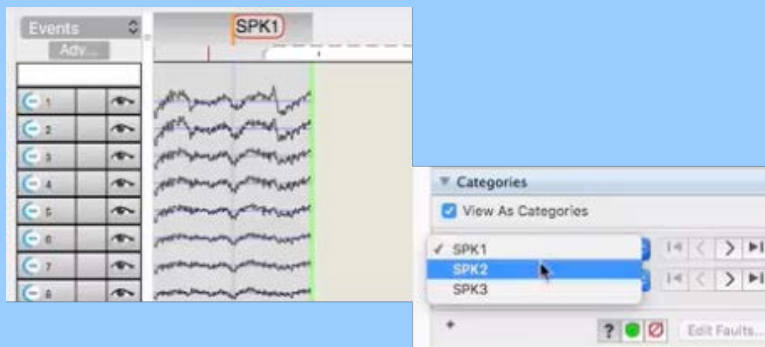 Events
SPK1
Adv...
1
2
3
4
5
6
7
8
Categories
View As Categories
✓ SPK1
SPK2
SPK3
+
? Edit Faults...